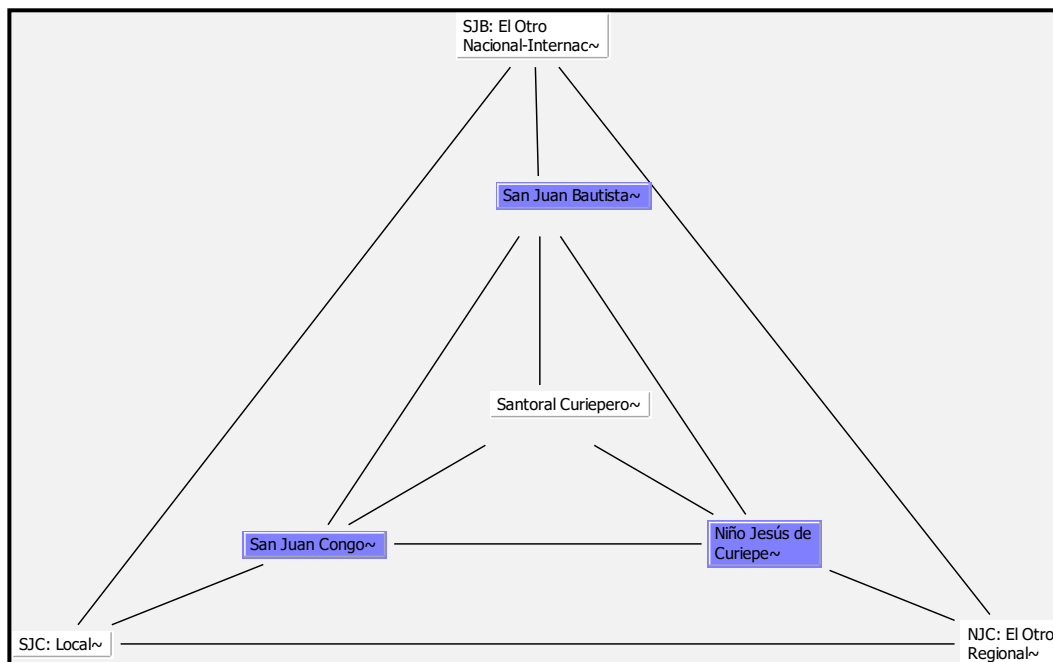 SJB: El Otro
Nacional-Internac~
San Juan Bautista~
Santoral Curiepero~
San Juan Congo~
Niño Jesús de
Curiepe~
SJC: Local~
NJC: El Otro
Regional~